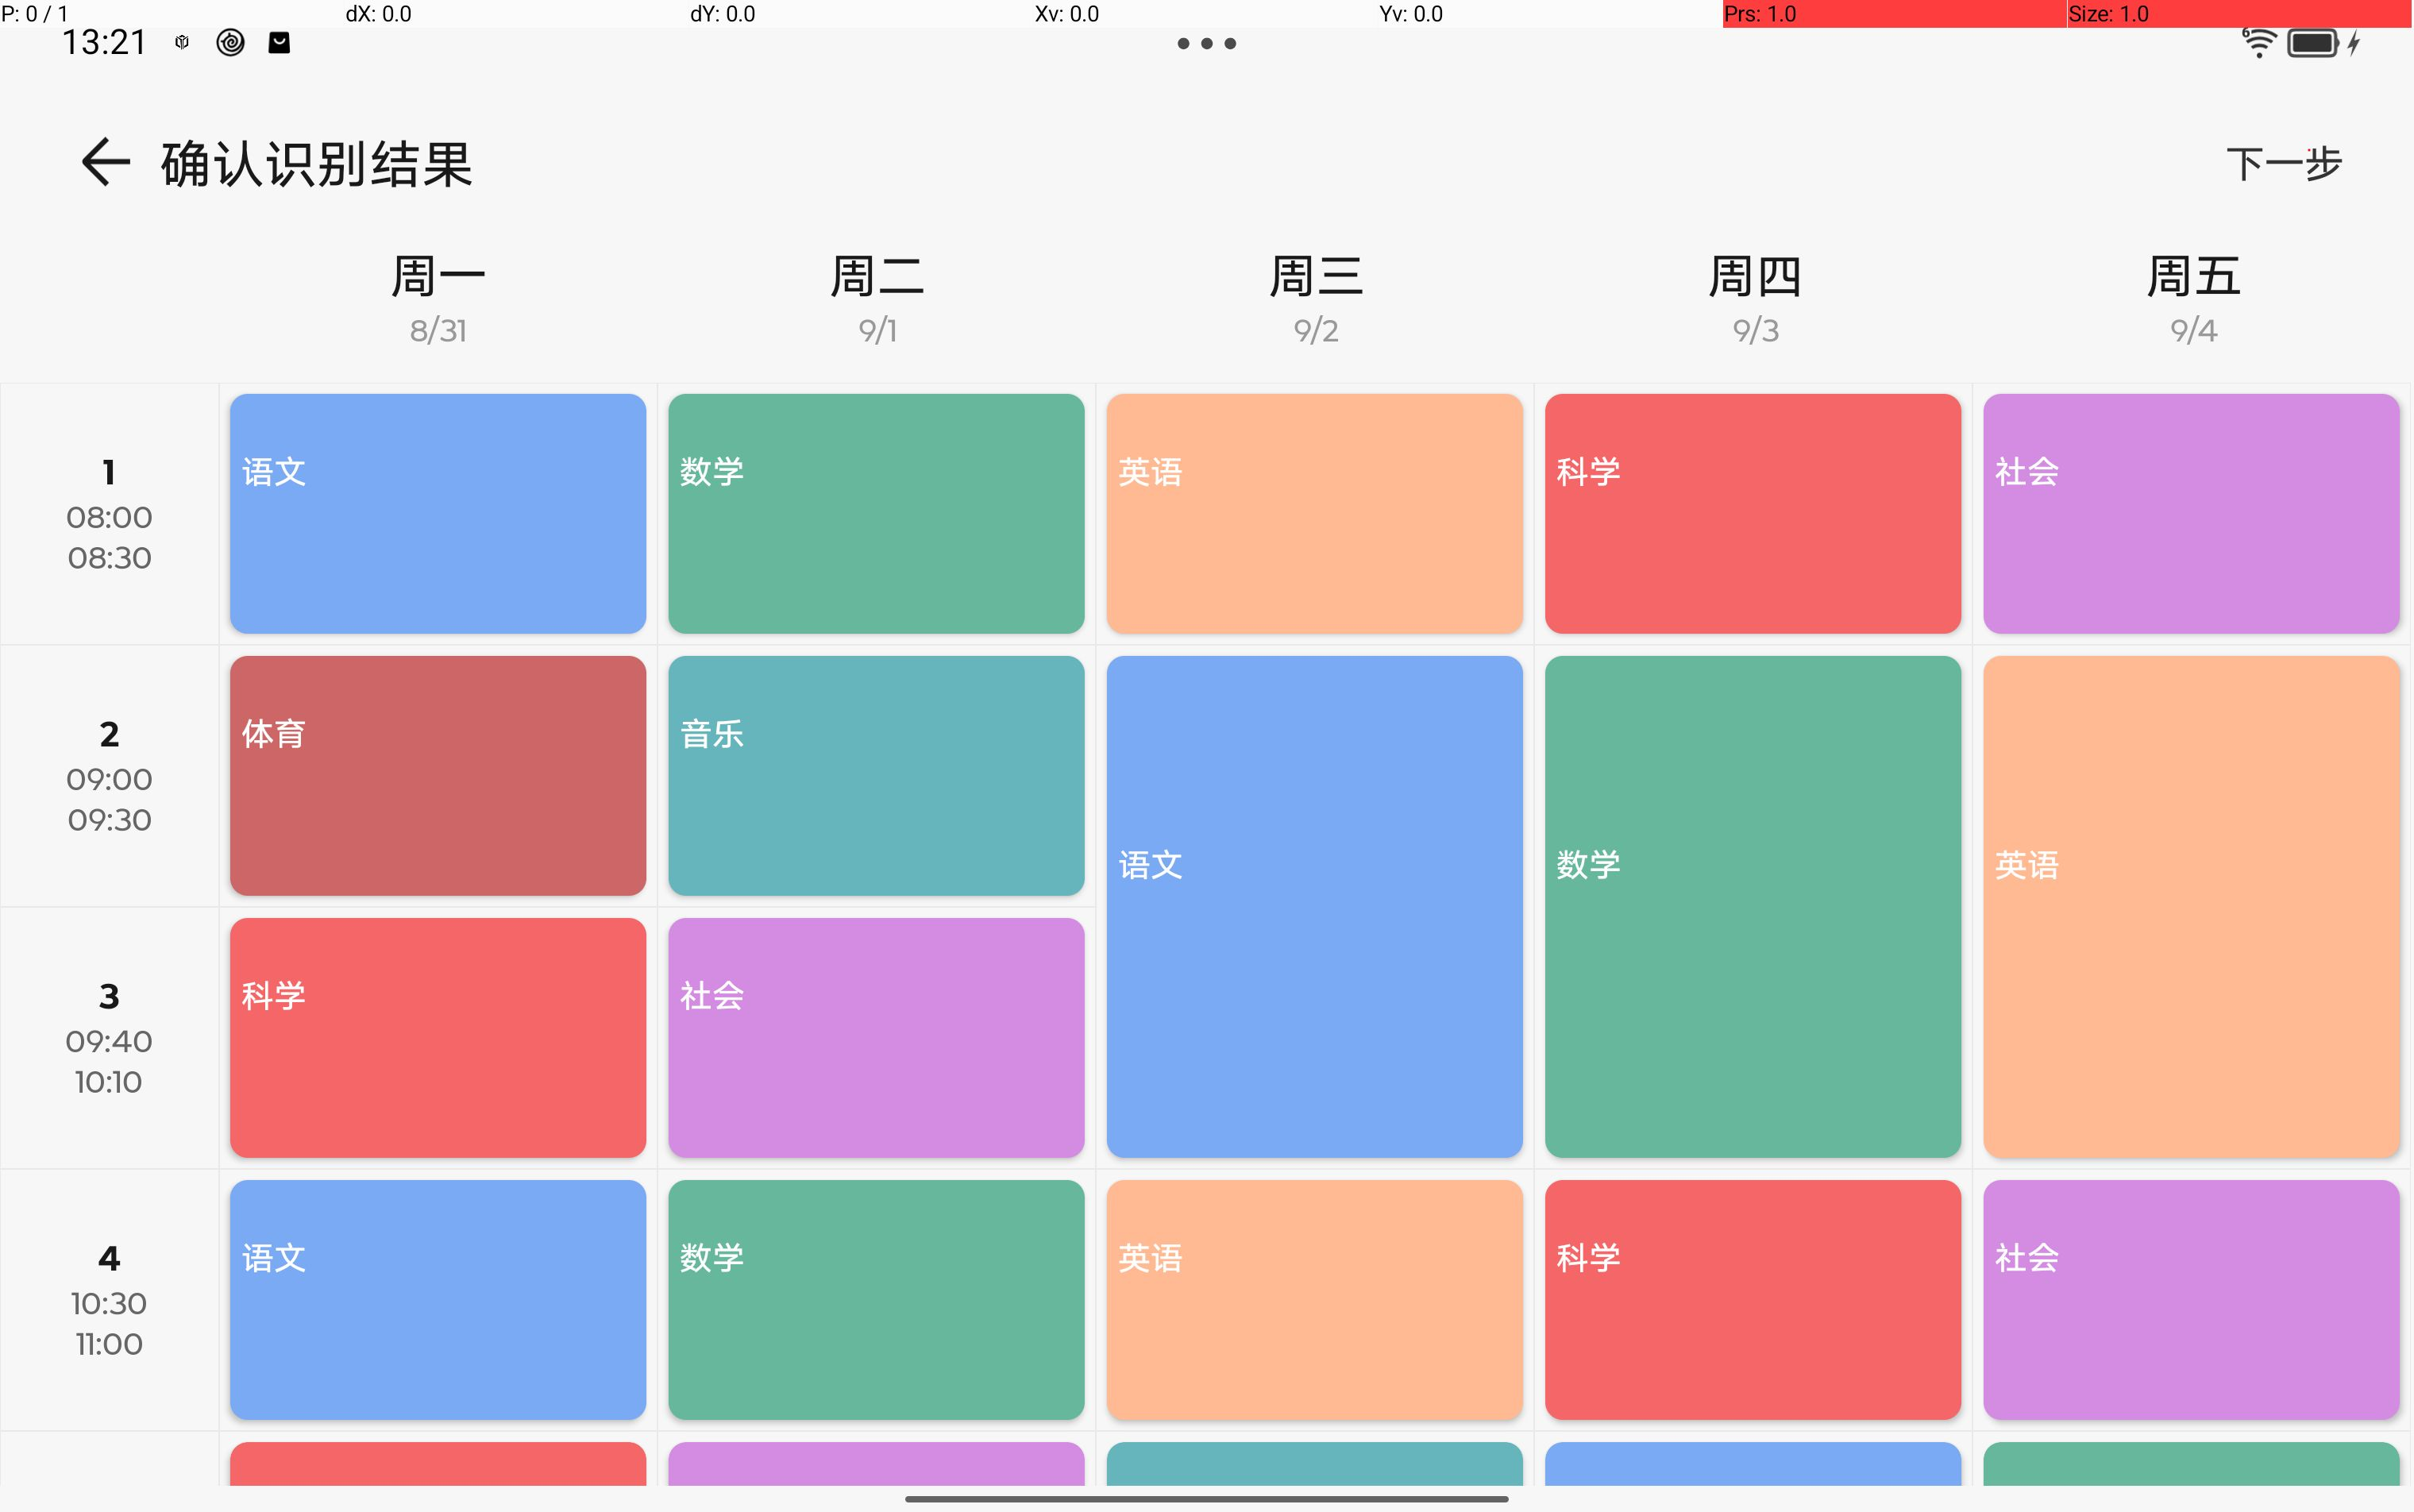 P: 0 / 1 dX: 0.0 dY: 0.0 Xv: 0.0 Yv: 0.0 Prs: 1.0 Size: 1.0
13:21 6
确认识别结果 下一步
周一 周二 周三 周四 周五
8/31 9/1 9/2 9/3 9/4
1 语文 数学 英语 科学 社会
08:00
08:30
2 体育 音乐
09:00
09:30
语文 数学 英语
3 科学 社会
09:40
10:10
4 语文 数学 英语 科学 社会
10:30
11:00